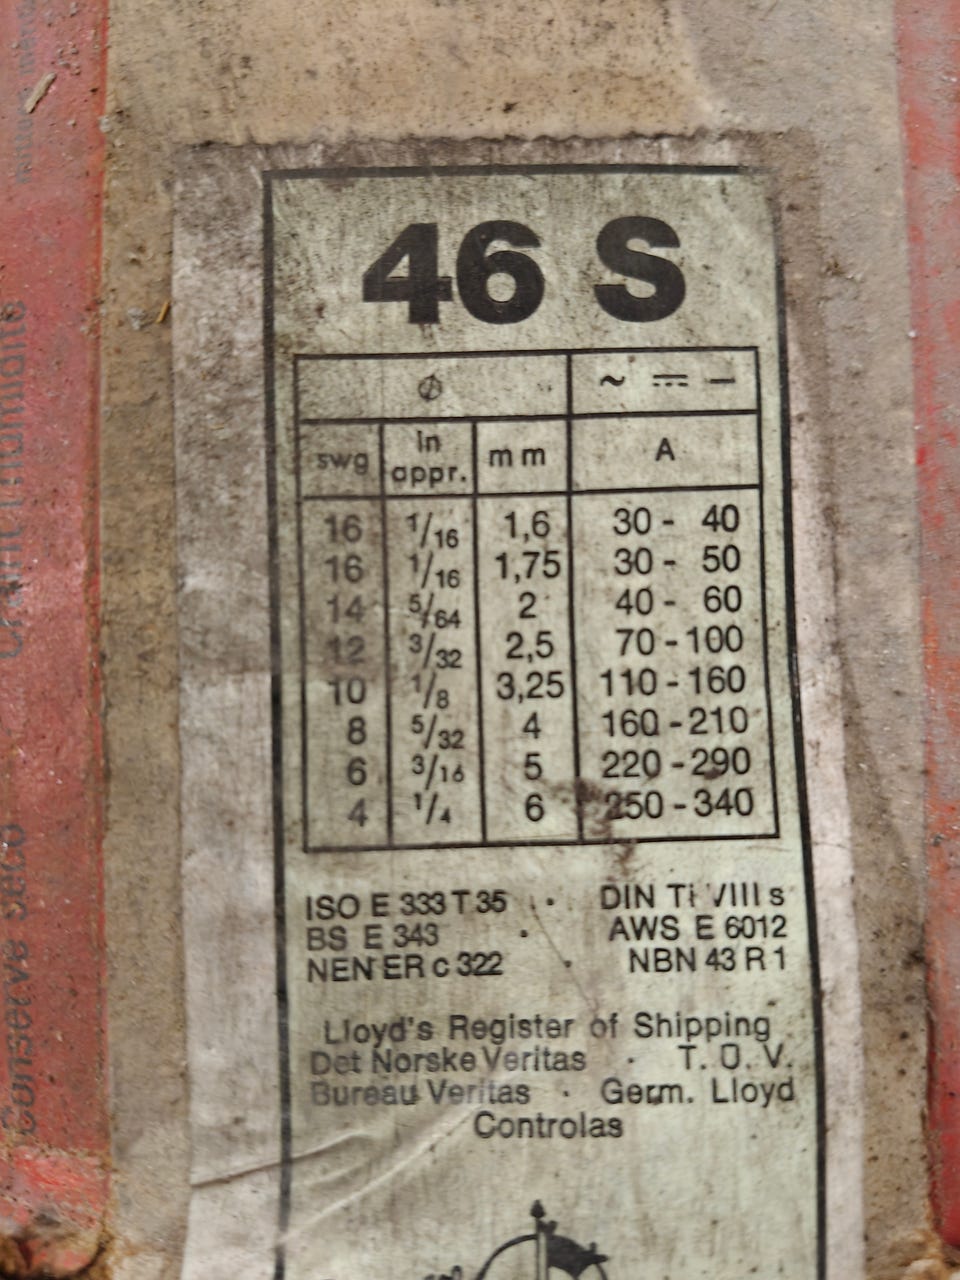 46 S
∅ ~ ⎓ –
swg in appr. mm A
16 1/16 1,6 30 - 40
16 1/16 1,75 30 - 50
14 5/64 2 40 - 60
12 3/32 2,5 70 - 100
10 1/8 3,25 110 - 160
8 5/32 4 160 - 210
6 3/16 5 220 - 290
4 1/4 6 250 - 340
ISO E 333 T 35 · DIN VIII s
BS E 343 · AWS E 6012
NEN ER c 322 · NBN 43 R 1
Lloyd's Register of Shipping
Det Norske Veritas · T. Ü. V.
Bureau Veritas · Germ. Lloyd
Controlas